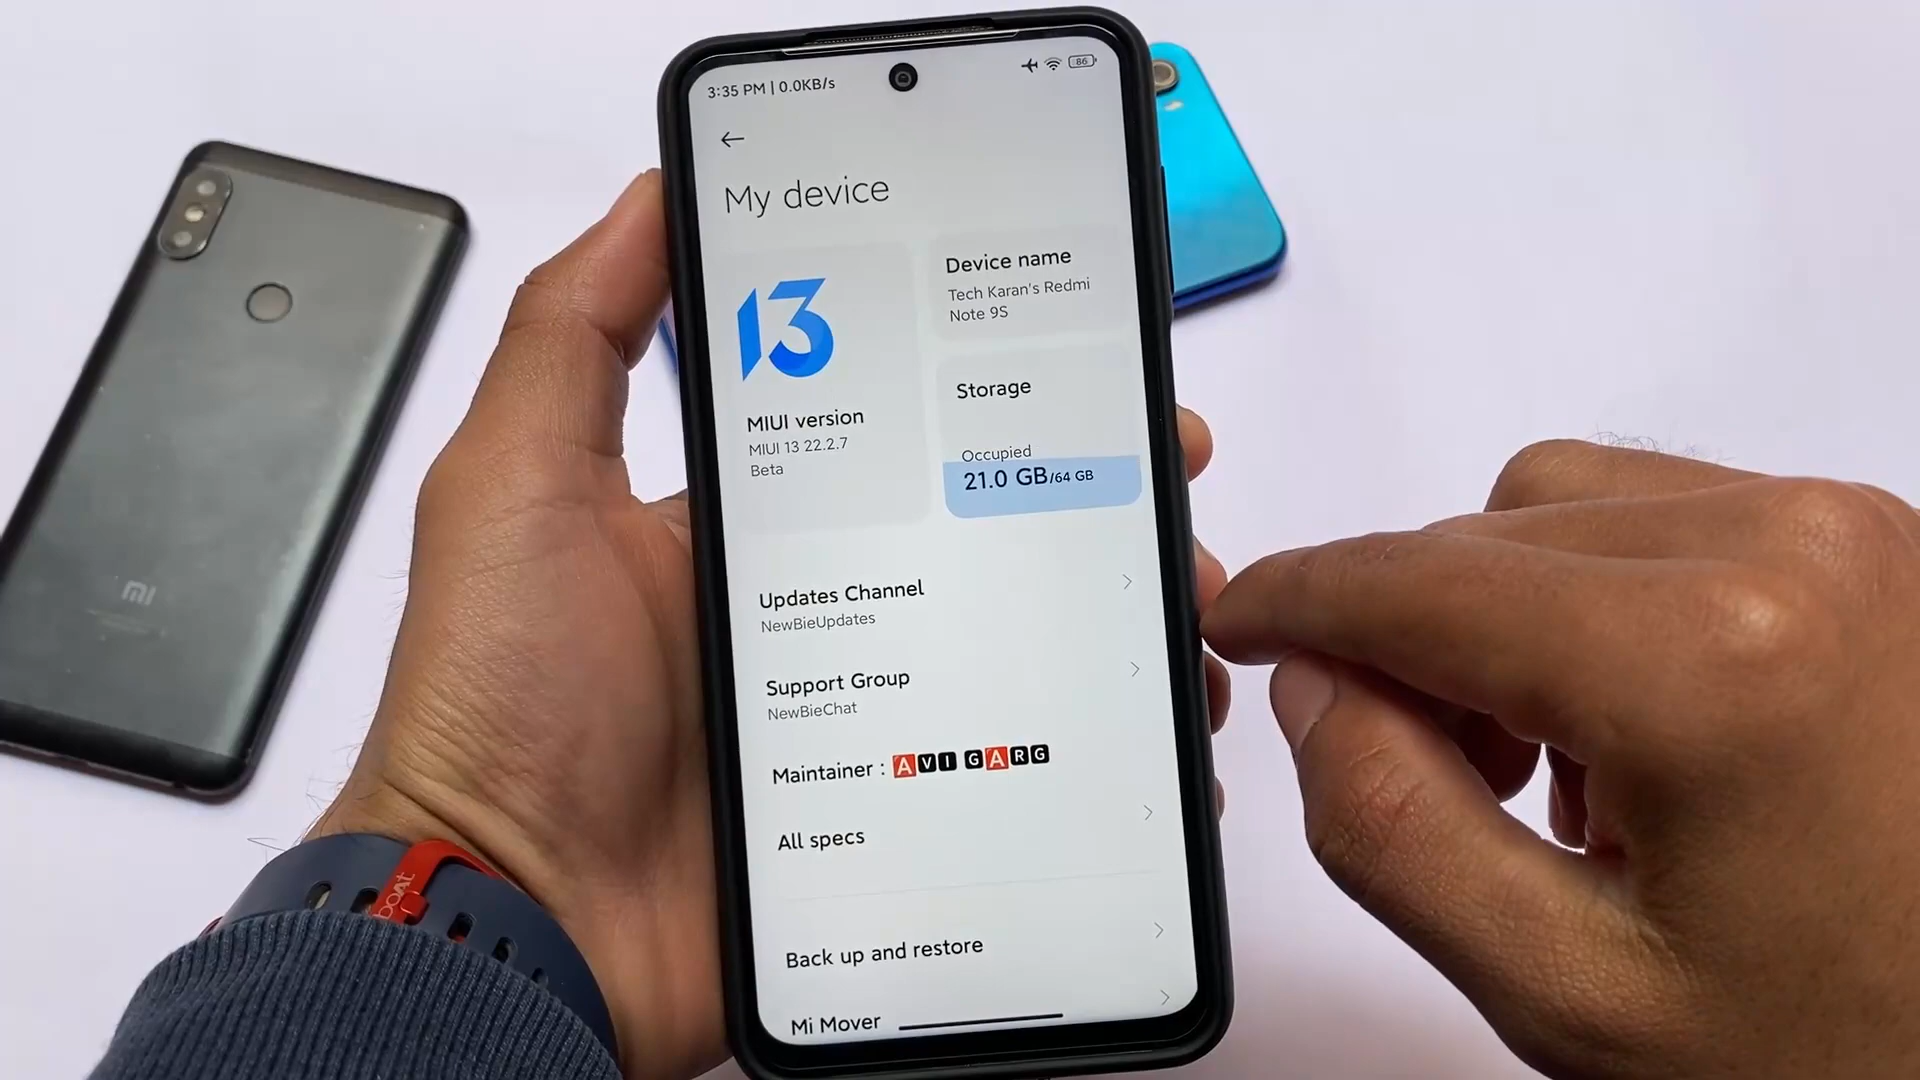 3:35 PM | 0.0KB/s
86
My device
13
MIUI version
MIUI 13 22.2.7
Beta
Device name
Tech Karan's Redmi
Note 9S
Storage
Occupied
21.0 GB/64 GB
Updates Channel
NewBieUpdates
Support Group
NewBieChat
Maintainer : AVI GARG
All specs
Back up and restore
Mi Mover
mi
boAt